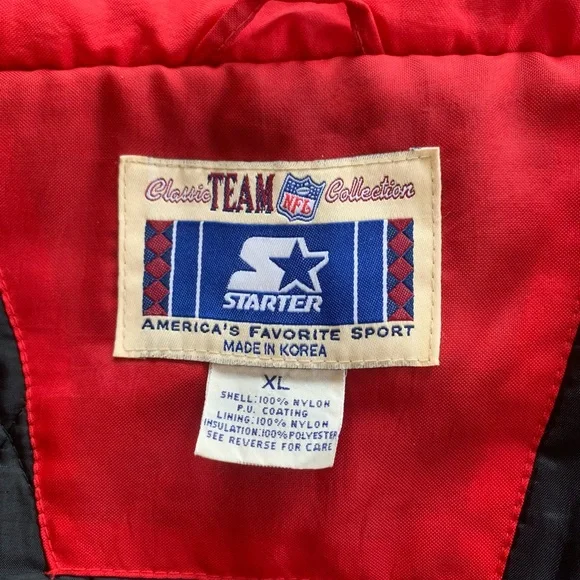 Classic TEAM NFL Collection
STARTER
AMERICA'S FAVORITE SPORT
MADE IN KOREA
XL
SHELL:100% NYLON
P.U. COATING
LINING:100% NYLON
INSULATION:100%POLYESTER
SEE REVERSE FOR CARE